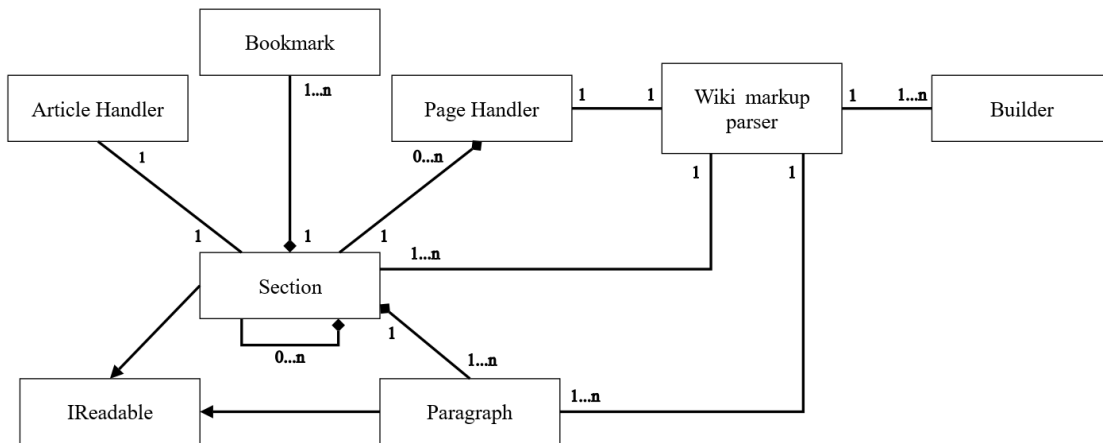 Bookmark
1...n
Article Handler
1
Page Handler
0...n
1
1
Wiki markup
parser
1
1...n
Builder
1
1
1
1
1
1...n
Section
0...n
1
1...n
1...n
IReadable
Paragraph